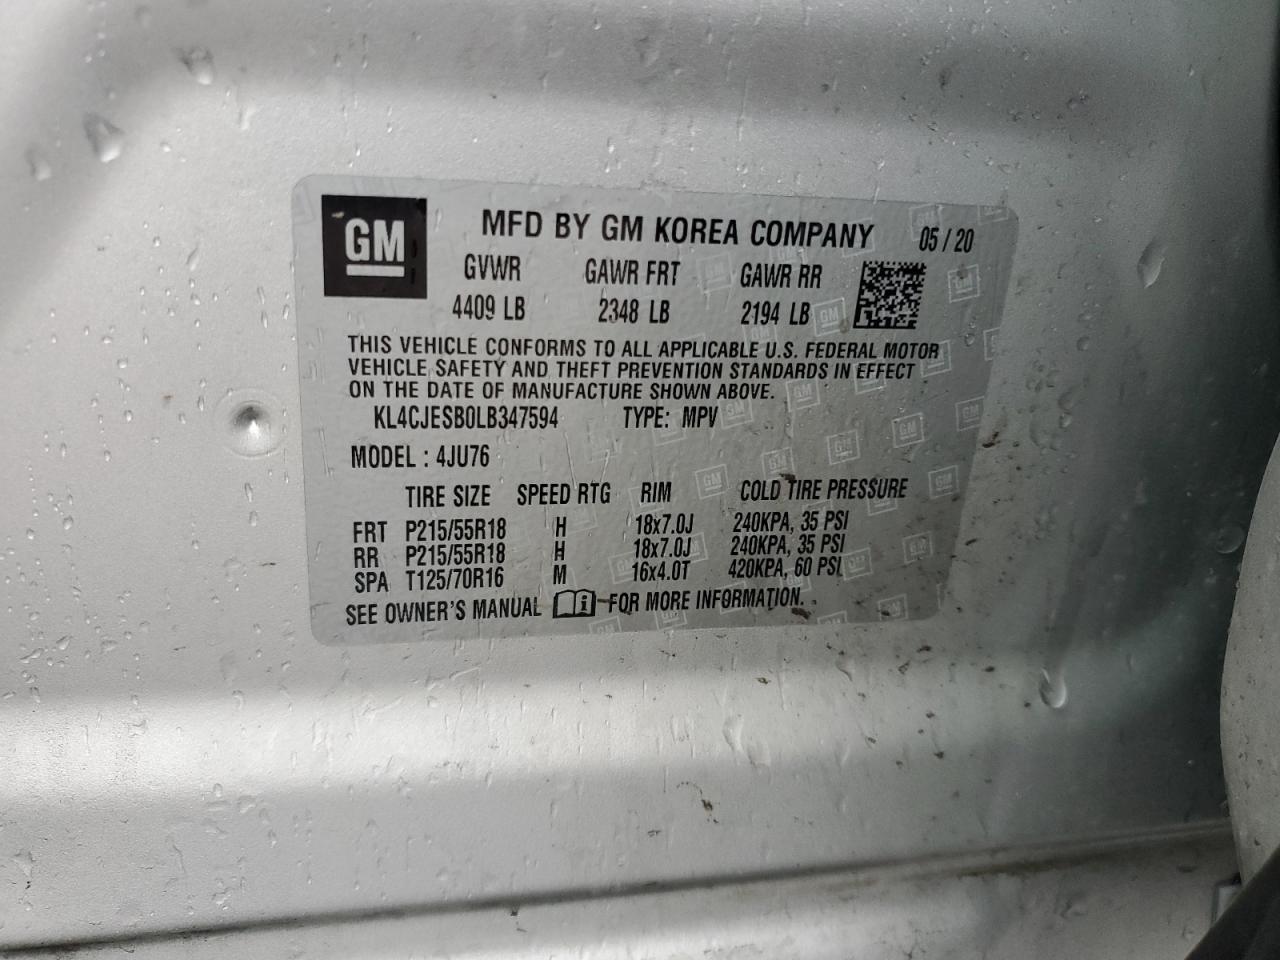 GM MFD BY GM KOREA COMPANY 05 / 20
GVWR GAWR FRT GAWR RR
4409 LB 2348 LB 2194 LB
THIS VEHICLE CONFORMS TO ALL APPLICABLE U.S. FEDERAL MOTOR
VEHICLE SAFETY AND THEFT PREVENTION STANDARDS IN EFFECT
ON THE DATE OF MANUFACTURE SHOWN ABOVE.
KL4CJESB0LB347594 TYPE: MPV
MODEL : 4JU76
TIRE SIZE SPEED RTG RIM COLD TIRE PRESSURE
FRT P215/55R18 H 18x7.0J 240KPA, 35 PSI
RR P215/55R18 H 18x7.0J 240KPA, 35 PSI
SPA T125/70R16 M 16x4.0T 420KPA, 60 PSI
SEE OWNER'S MANUAL FOR MORE INFORMATION.